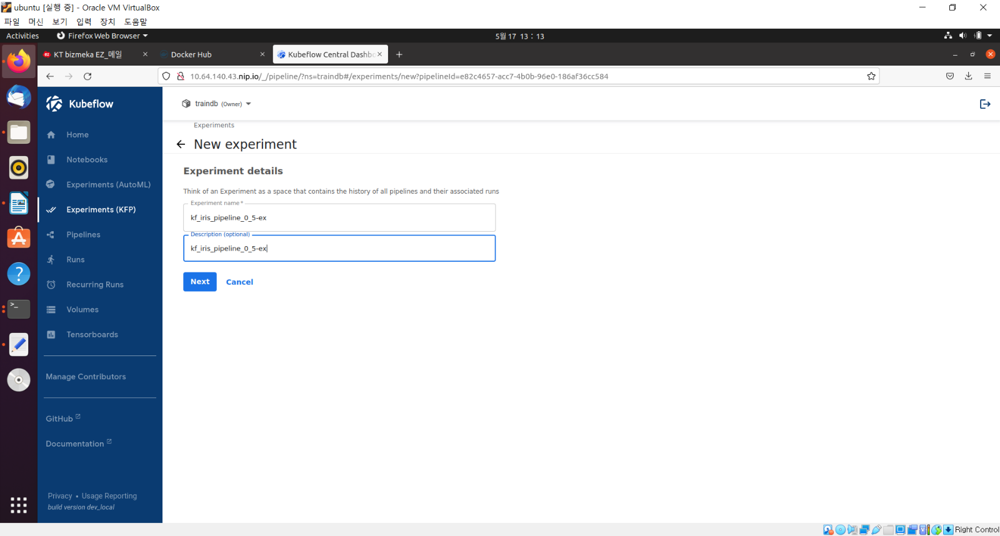 ubuntu [실행 중] - Oracle VM VirtualBox
파일 머신 보기 입력 장치 도움말
Activities Firefox Web Browser 5월 17 13 : 13
KT bizmeka EZ_메일 Docker Hub Kubeflow Central Dashbo
10.64.140.43.nip.io/_/pipeline/?ns=traindb#/experiments/new?pipelineId=e82c4657-acc7-4b0b-96e0-186af36cc584
Kubeflow
Home
Notebooks
Experiments (AutoML)
Experiments (KFP)
Pipelines
Runs
Recurring Runs
Volumes
Tensorboards
Manage Contributors
GitHub
Documentation
Privacy • Usage Reporting
build version dev_local
traindb (Owner)
Experiments
New experiment
Experiment details
Think of an Experiment as a space that contains the history of all pipelines and their associated runs
Experiment name *
kf_iris_pipeline_0_5-ex
Description (optional)
kf_iris_pipeline_0_5-ex
Next Cancel
Right Control